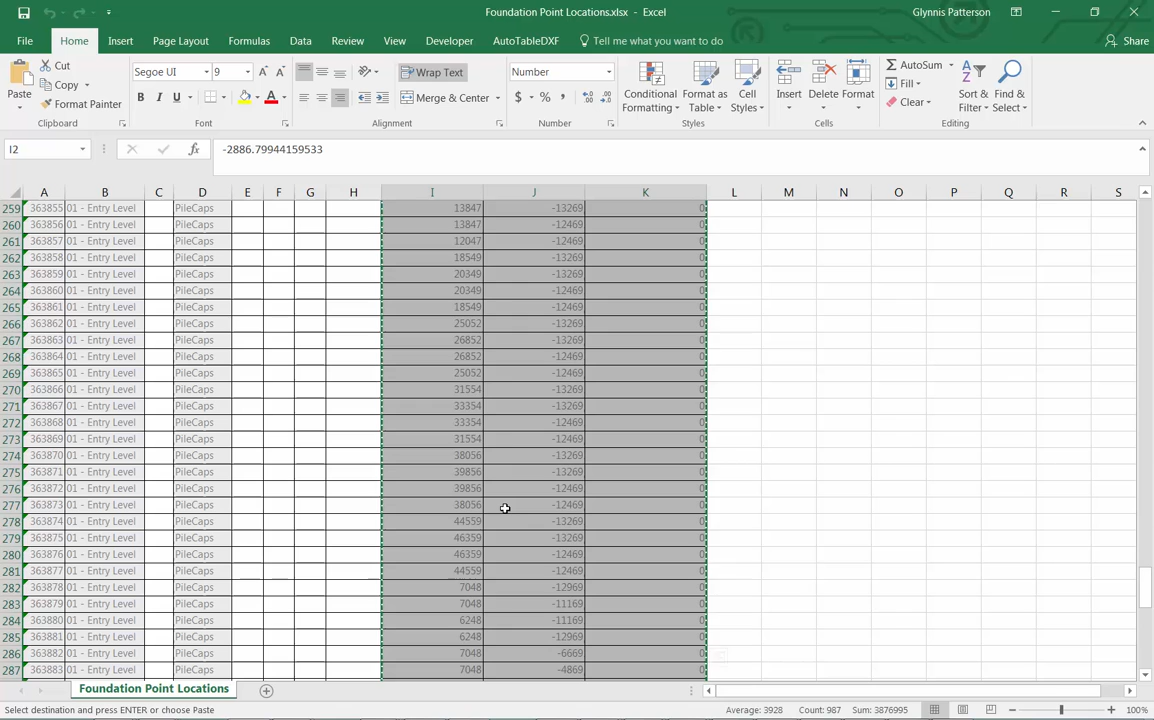 Foundation Point Locations.xlsx - Excel
Glynnis Patterson
File Home Insert Page Layout Formulas Data Review View Developer AutoTableDXF Tell me what you want to do Share
Paste
Cut
Copy
Format Painter
Clipboard
Segoe UI 9
B I U
Font
Wrap Text
Merge & Center
Alignment
Number
$ % ,
Number
Conditional Formatting
Format as Table
Cell Styles
Styles
Insert
Delete
Format
Cells
AutoSum
Fill
Clear
Sort & Filter
Find & Select
Editing
I2 fx -2886.79944159533
A B C D E F G H I J K L M N O P Q R S
259 363855 01 - Entry Level PileCaps 13847 -13269 0
260 363856 01 - Entry Level PileCaps 13847 -12469 0
261 363857 01 - Entry Level PileCaps 12047 -12469 0
262 363858 01 - Entry Level PileCaps 18549 -13269 0
263 363859 01 - Entry Level PileCaps 20349 -13269 0
264 363860 01 - Entry Level PileCaps 20349 -12469 0
265 363861 01 - Entry Level PileCaps 18549 -12469 0
266 363862 01 - Entry Level PileCaps 25052 -13269 0
267 363863 01 - Entry Level PileCaps 26852 -13269 0
268 363864 01 - Entry Level PileCaps 26852 -12469 0
269 363865 01 - Entry Level PileCaps 25052 -12469 0
270 363866 01 - Entry Level PileCaps 31554 -13269 0
271 363867 01 - Entry Level PileCaps 33354 -13269 0
272 363868 01 - Entry Level PileCaps 33354 -12469 0
273 363869 01 - Entry Level PileCaps 31554 -12469 0
274 363870 01 - Entry Level PileCaps 38056 -13269 0
275 363871 01 - Entry Level PileCaps 39856 -13269 0
276 363872 01 - Entry Level PileCaps 39856 -12469 0
277 363873 01 - Entry Level PileCaps 38056 -12469 0
278 363874 01 - Entry Level PileCaps 44559 -13269 0
279 363875 01 - Entry Level PileCaps 46359 -13269 0
280 363876 01 - Entry Level PileCaps 46359 -12469 0
281 363877 01 - Entry Level PileCaps 44559 -12469 0
282 363878 01 - Entry Level PileCaps 7048 -12969 0
283 363879 01 - Entry Level PileCaps 7048 -11169 0
284 363880 01 - Entry Level PileCaps 6248 -11169 0
285 363881 01 - Entry Level PileCaps 6248 -12969 0
286 363882 01 - Entry Level PileCaps 7048 -6669 0
287 363883 01 - Entry Level PileCaps 7048 -4869 0
Foundation Point Locations
Select destination and press ENTER or choose Paste Average: 3928 Count: 987 Sum: 3876995 100%